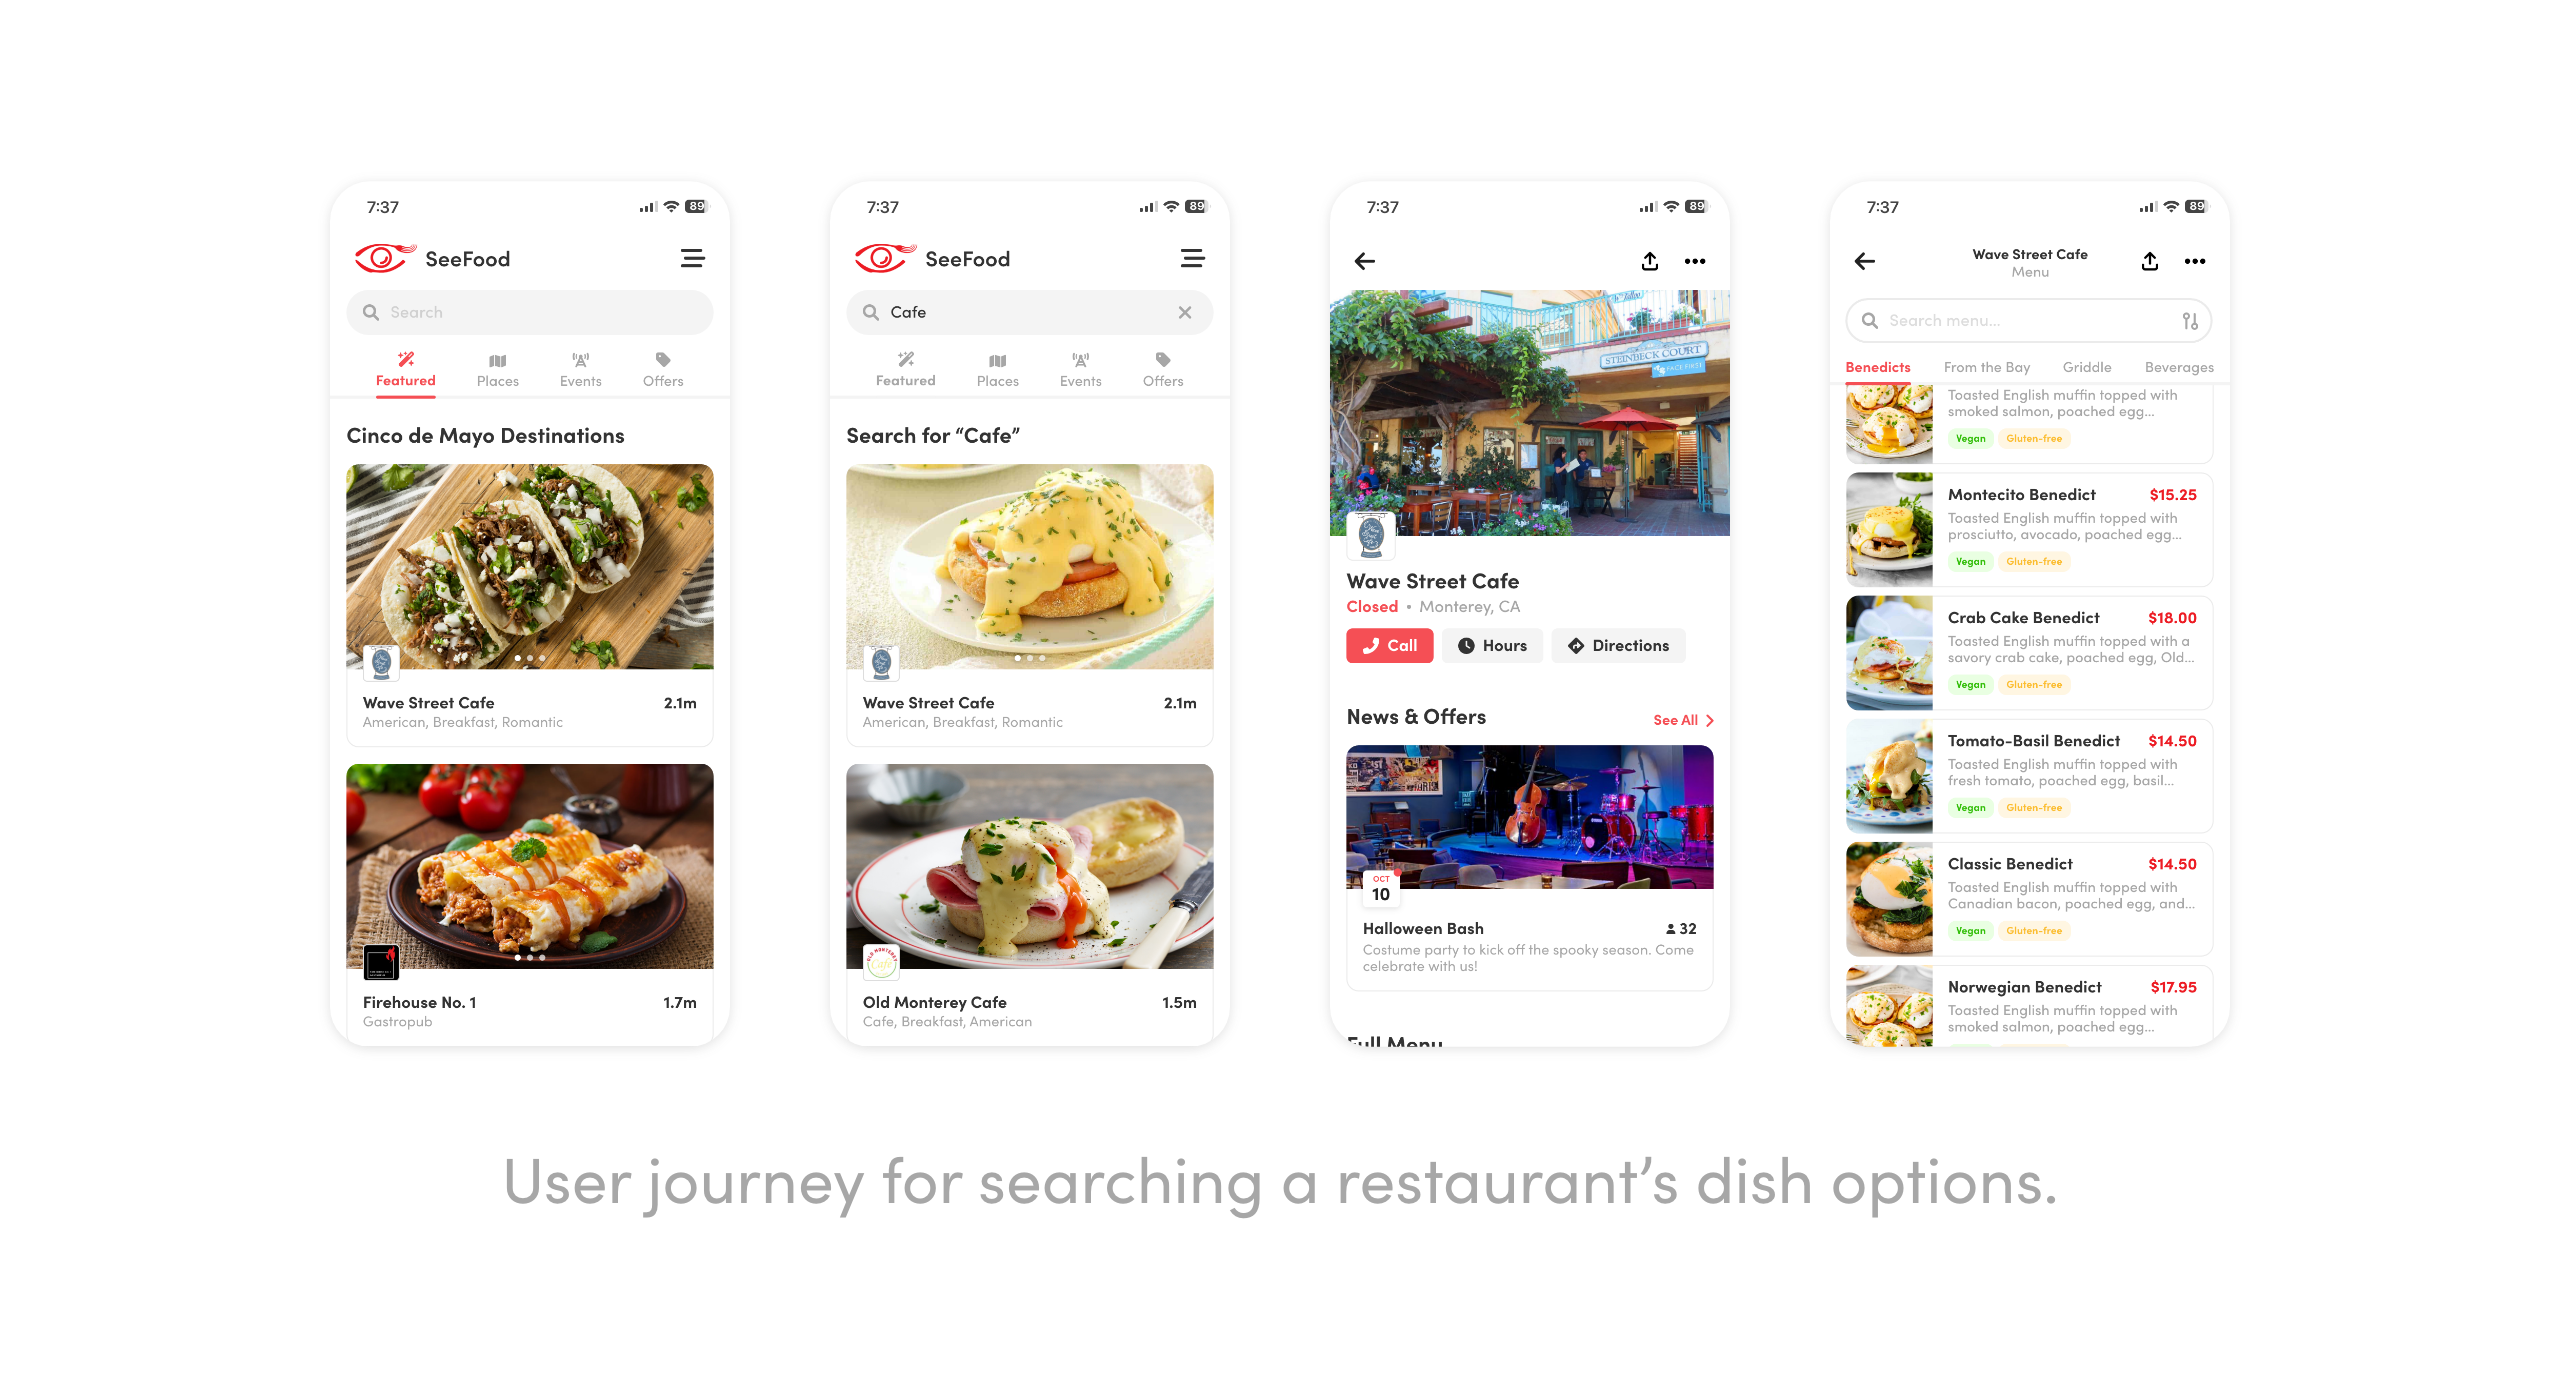 7:37
89
SeeFood
Search
Featured
Places
Events
Offers
Cinco de Mayo Destinations
Wave Street Cafe
2.1m
American, Breakfast, Romantic
Firehouse No. 1
1.7m
Gastropub
7:37
89
SeeFood
Cafe
Featured
Places
Events
Offers
Search for “Cafe”
Wave Street Cafe
2.1m
American, Breakfast, Romantic
OLD MONTEREY
Cafe
Old Monterey Cafe
1.5m
Cafe, Breakfast, American
7:37
89
STEINBECK COURT
FACE FIRST
Wave Street Cafe
Closed • Monterey, CA
Call
Hours
Directions
News & Offers
See All
OCT
10
Halloween Bash
32
Costume party to kick off the spooky season. Come
celebrate with us!
Full Menu
7:37
89
Wave Street Cafe
Menu
Search menu...
Benedicts
From the Bay
Griddle
Beverages
Toasted English muffin topped with
smoked salmon, poached egg...
Vegan
Gluten-free
Montecito Benedict
$15.25
Toasted English muffin topped with
prosciutto, avocado, poached egg...
Vegan
Gluten-free
Crab Cake Benedict
$18.00
Toasted English muffin topped with a
savory crab cake, poached egg, Old...
Vegan
Gluten-free
Tomato-Basil Benedict
$14.50
Toasted English muffin topped with
fresh tomato, poached egg, basil...
Vegan
Gluten-free
Classic Benedict
$14.50
Toasted English muffin topped with
Canadian bacon, poached egg, and...
Vegan
Gluten-free
Norwegian Benedict
$17.95
Toasted English muffin topped with
smoked salmon, poached egg...
User journey for searching a restaurant’s dish options.